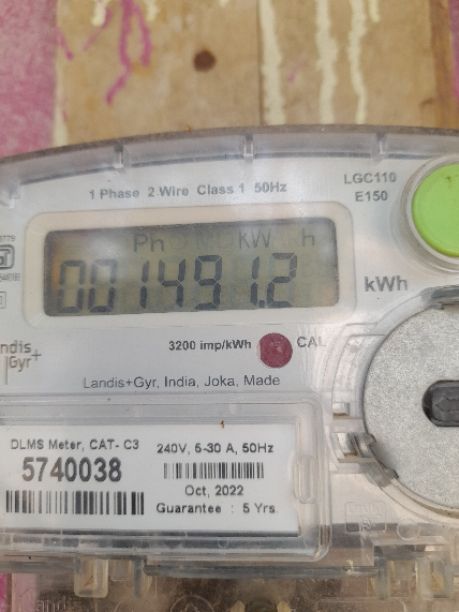 LGC110
E150
1 Phase 2 Wire Class 1 50Hz
Ph KW h
001491.2
kWh
3200 imp/kWh CAL
Landis+Gyr, India, Joka, Made
DLMS Meter, CAT- C3
5740038
240V, 5-30 A, 50Hz
Oct, 2022
Guarantee : 5 Yrs.